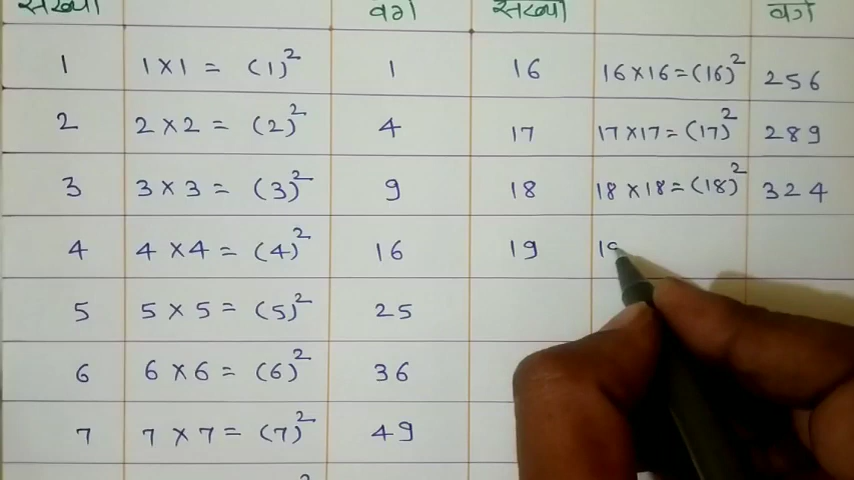 संख्या वर्ग संख्या वर्ग
1 1×1 = (1)² 1 16 16×16=(16)² 256
2 2×2 = (2)² 4 17 17×17=(17)² 289
3 3×3 = (3)² 9 18 18×18=(18)² 324
4 4×4 = (4)² 16 19 19
5 5×5 = (5)² 25
6 6×6 = (6)² 36
7 7×7 = (7)² 49